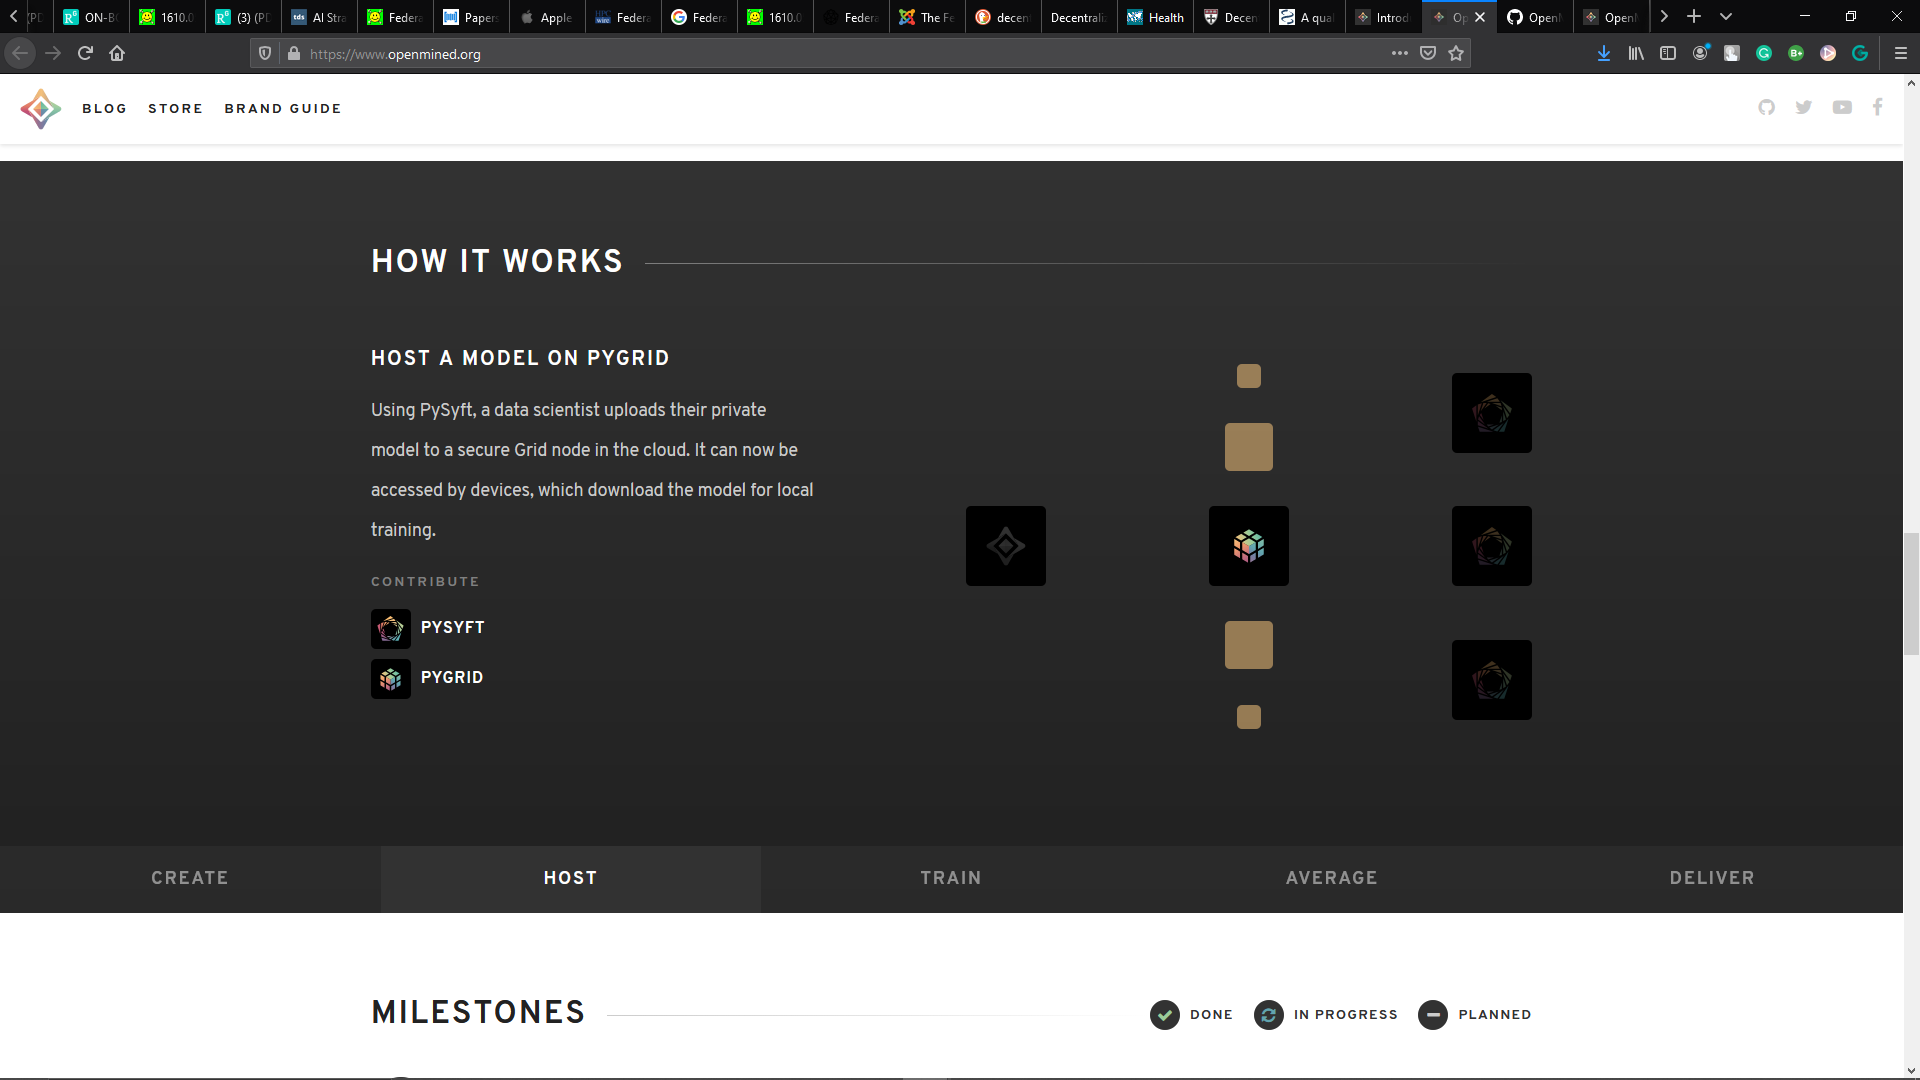 ON-BO
1610.0
(3) (PD
AI Stra
Federa
Papers
Apple
Federa
Federa
1610.0
Federa
The Fe
decent
Decentrali
Health
Decen
A qual
Introd
Op
OpenM
OpenM
https://www.openmined.org
BLOG STORE BRAND GUIDE
HOW IT WORKS
HOST A MODEL ON PYGRID
Using PySyft, a data scientist uploads their private
model to a secure Grid node in the cloud. It can now be
accessed by devices, which download the model for local
training.
CONTRIBUTE
PYSYFT
PYGRID
CREATE HOST TRAIN AVERAGE DELIVER
MILESTONES
DONE IN PROGRESS PLANNED